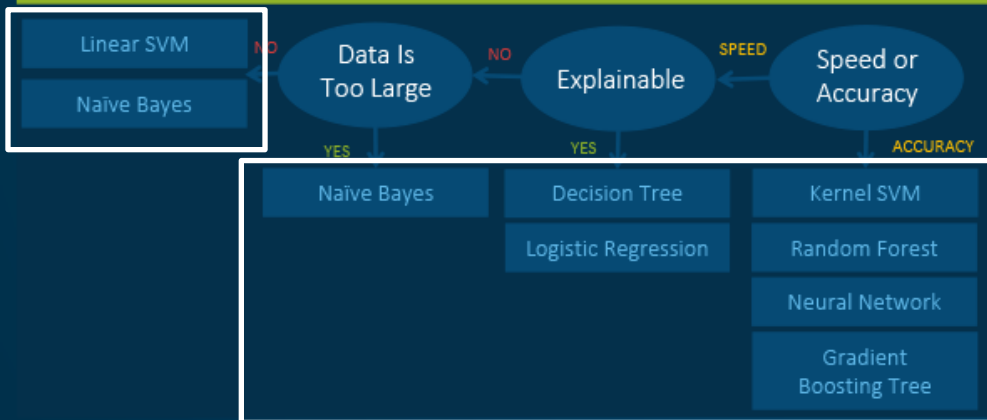 Linear SVM
Naïve Bayes
NO
Data Is
Too Large
NO
Explainable
SPEED
Speed or
Accuracy
YES
YES
ACCURACY
Naïve Bayes
Decision Tree
Kernel SVM
Logistic Regression
Random Forest
Neural Network
Gradient
Boosting Tree